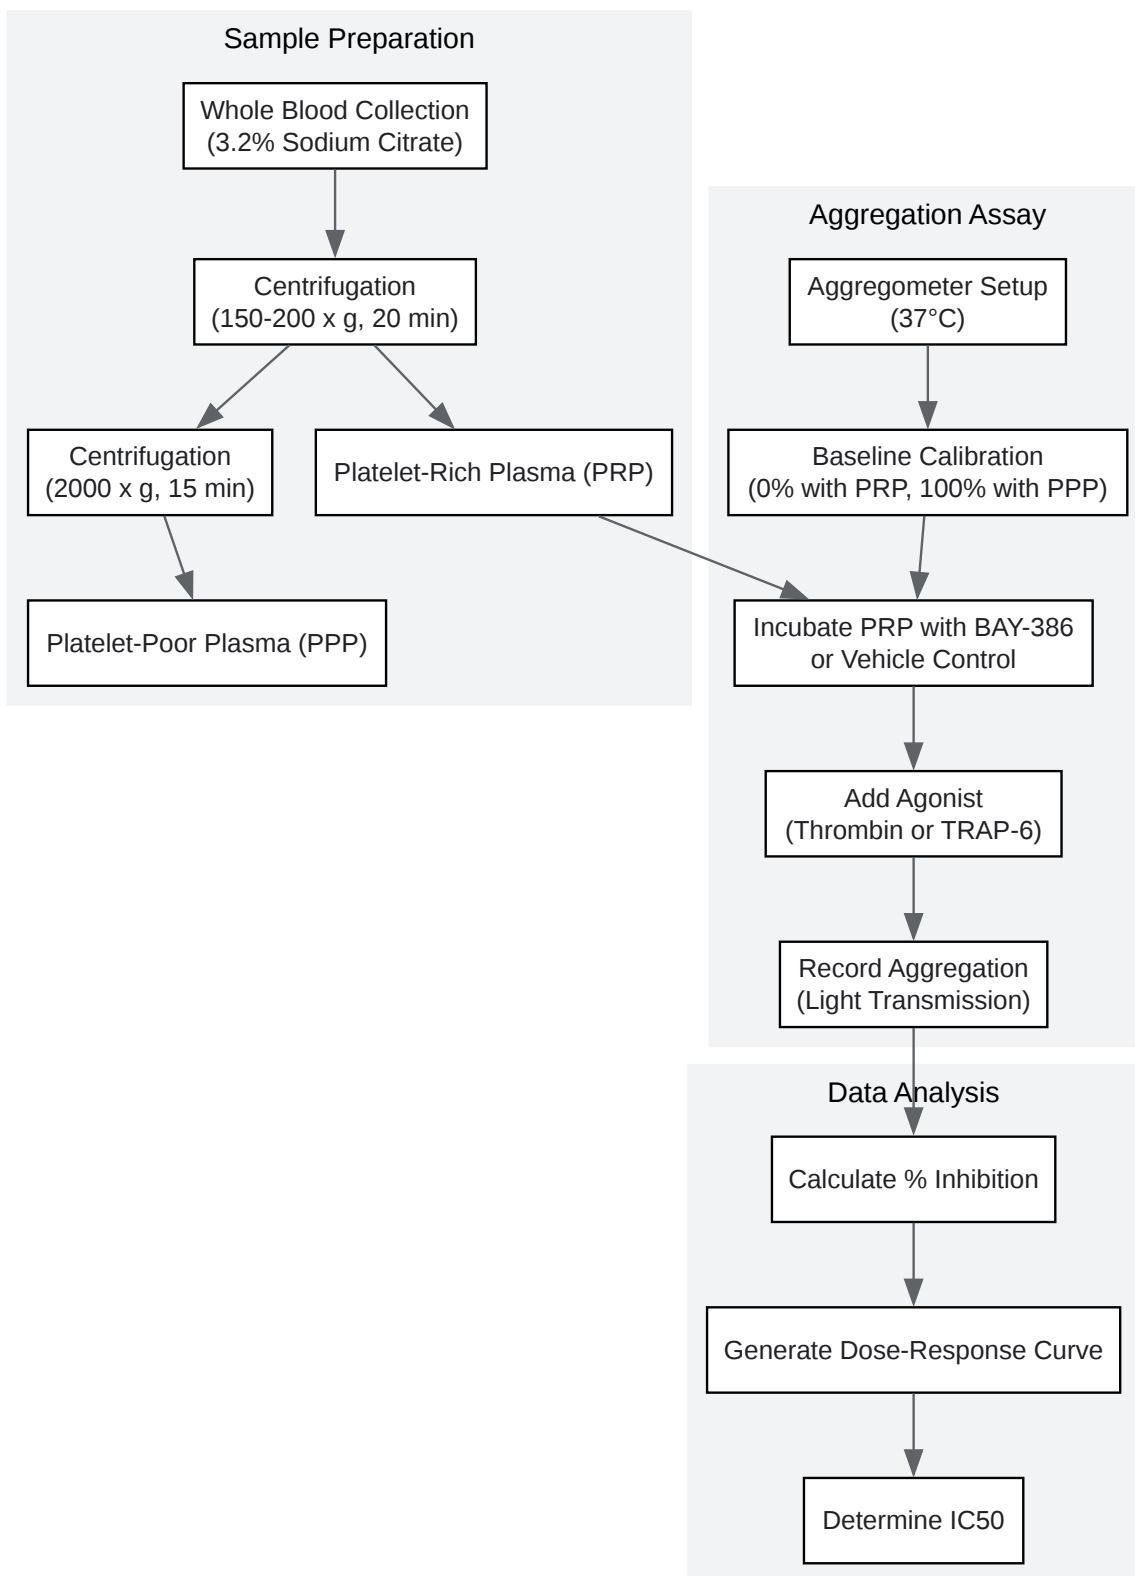 Sample Preparation
Whole Blood Collection
(3.2% Sodium Citrate)
Centrifugation
(150-200 x g, 20 min)
Centrifugation
(2000 x g, 15 min)
Platelet-Rich Plasma (PRP)
Platelet-Poor Plasma (PPP)
Aggregation Assay
Aggregometer Setup
(37°C)
Baseline Calibration
(0% with PRP, 100% with PPP)
Incubate PRP with BAY-386
or Vehicle Control
Add Agonist
(Thrombin or TRAP-6)
Record Aggregation
(Light Transmission)
Data Analysis
Calculate % Inhibition
Generate Dose-Response Curve
Determine IC50